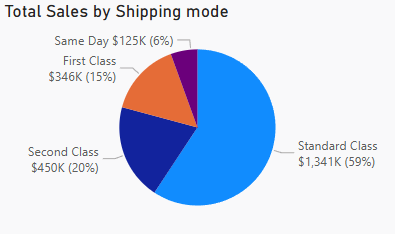 Total Sales by Shipping mode
Same Day $125K (6%)
First Class
$346K (15%)
Second Class
$450K (20%)
Standard Class
$1,341K (59%)